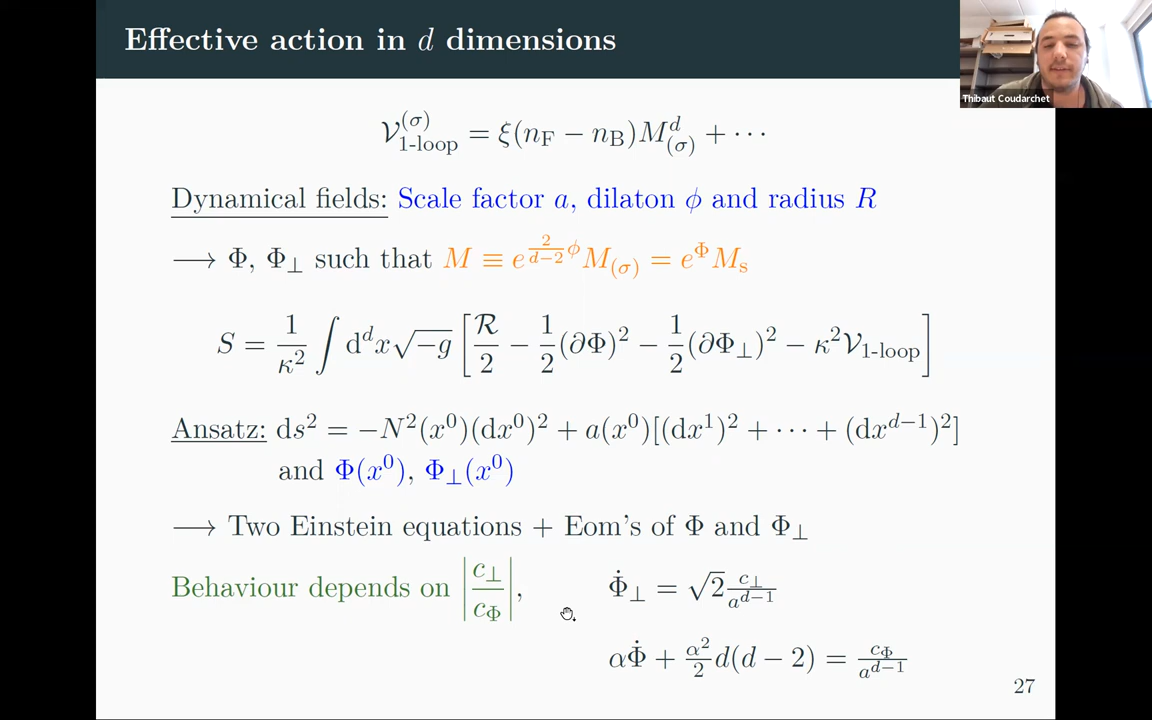 Effective action in d dimensions
Thibaut Coudarchet
𝒱^{(σ)}_{1-loop} = ξ(n_F − n_B)M^d_{(σ)} + ···
Dynamical fields: Scale factor a, dilaton ϕ and radius R
⟶ Φ, Φ_⊥ such that M ≡ e^{\frac{2}{d−2}ϕ} M_{(σ)} = e^Φ M_s
S = \frac{1}{κ^2} ∫ d^d x √−g [ \frac{ℛ}{2} − \frac{1}{2}(∂Φ)^2 − \frac{1}{2}(∂Φ_⊥)^2 − κ^2 𝒱_{1-loop} ]
Ansatz: ds^2 = −N^2(x^0)(dx^0)^2 + a(x^0)[(dx^1)^2 + ··· + (dx^{d−1})^2]
and Φ(x^0), Φ_⊥(x^0)
⟶ Two Einstein equations + Eom's of Φ and Φ_⊥
Behaviour depends on |\frac{c_⊥}{c_Φ}|, \dot{Φ}_⊥ = √2 \frac{c_⊥}{a^{d−1}}
α\dot{Φ} + \frac{α^2}{2} d(d − 2) = \frac{c_Φ}{a^{d−1}}
27